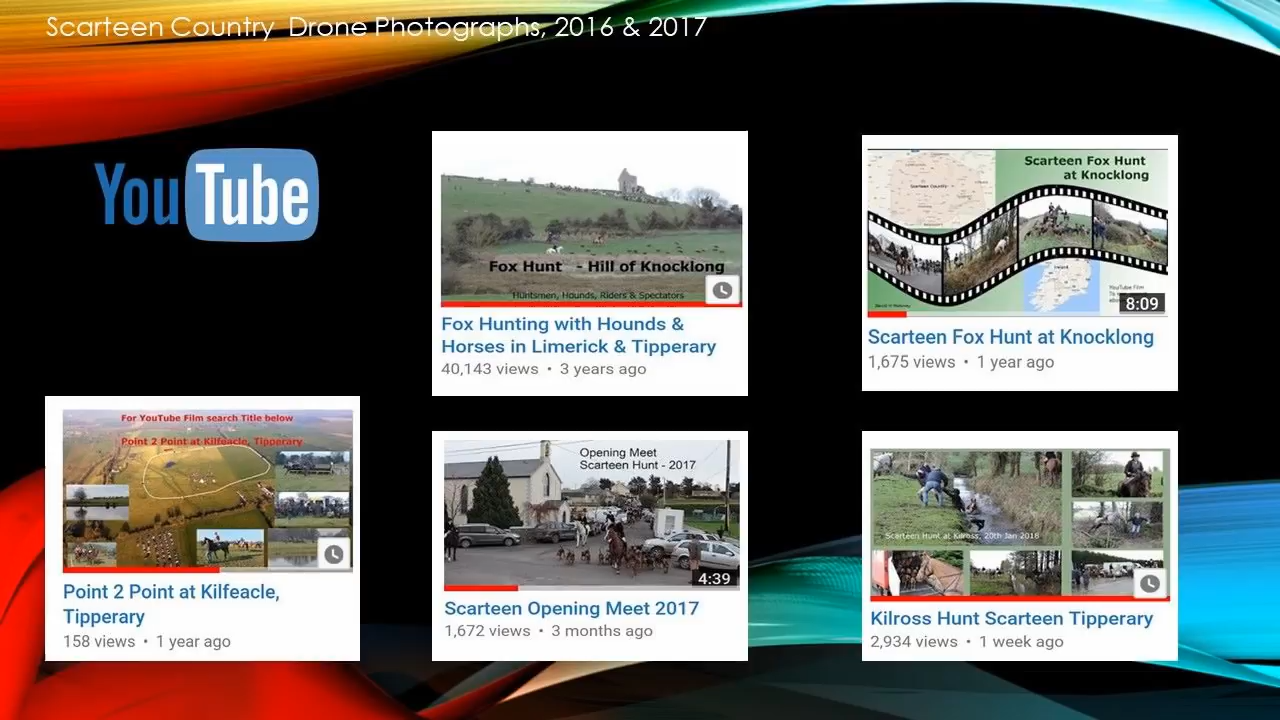 Scarteen Country Drone Photographs, 2016 & 2017
YouTube
Fox Hunt - Hill of Knocklong
Huntsmen, Hounds, Riders & Spectators
Fox Hunting with Hounds &
Horses in Limerick & Tipperary
40,143 views • 3 years ago
Scarteen Fox Hunt
at Knocklong
Scarteen Country
Ireland
YouTube Film
8:09
Scarteen Fox Hunt at Knocklong
1,675 views • 1 year ago
For YouTube Film search Title below
Point 2 Point at Kilfeacle, Tipperary
Point 2 Point at Kilfeacle,
Tipperary
158 views • 1 year ago
Opening Meet
Scarteen Hunt - 2017
4:39
Scarteen Opening Meet 2017
1,672 views • 3 months ago
Scarteen Hunt at Kilross, 20th Jan 2018
Kilross Hunt Scarteen Tipperary
2,934 views • 1 week ago